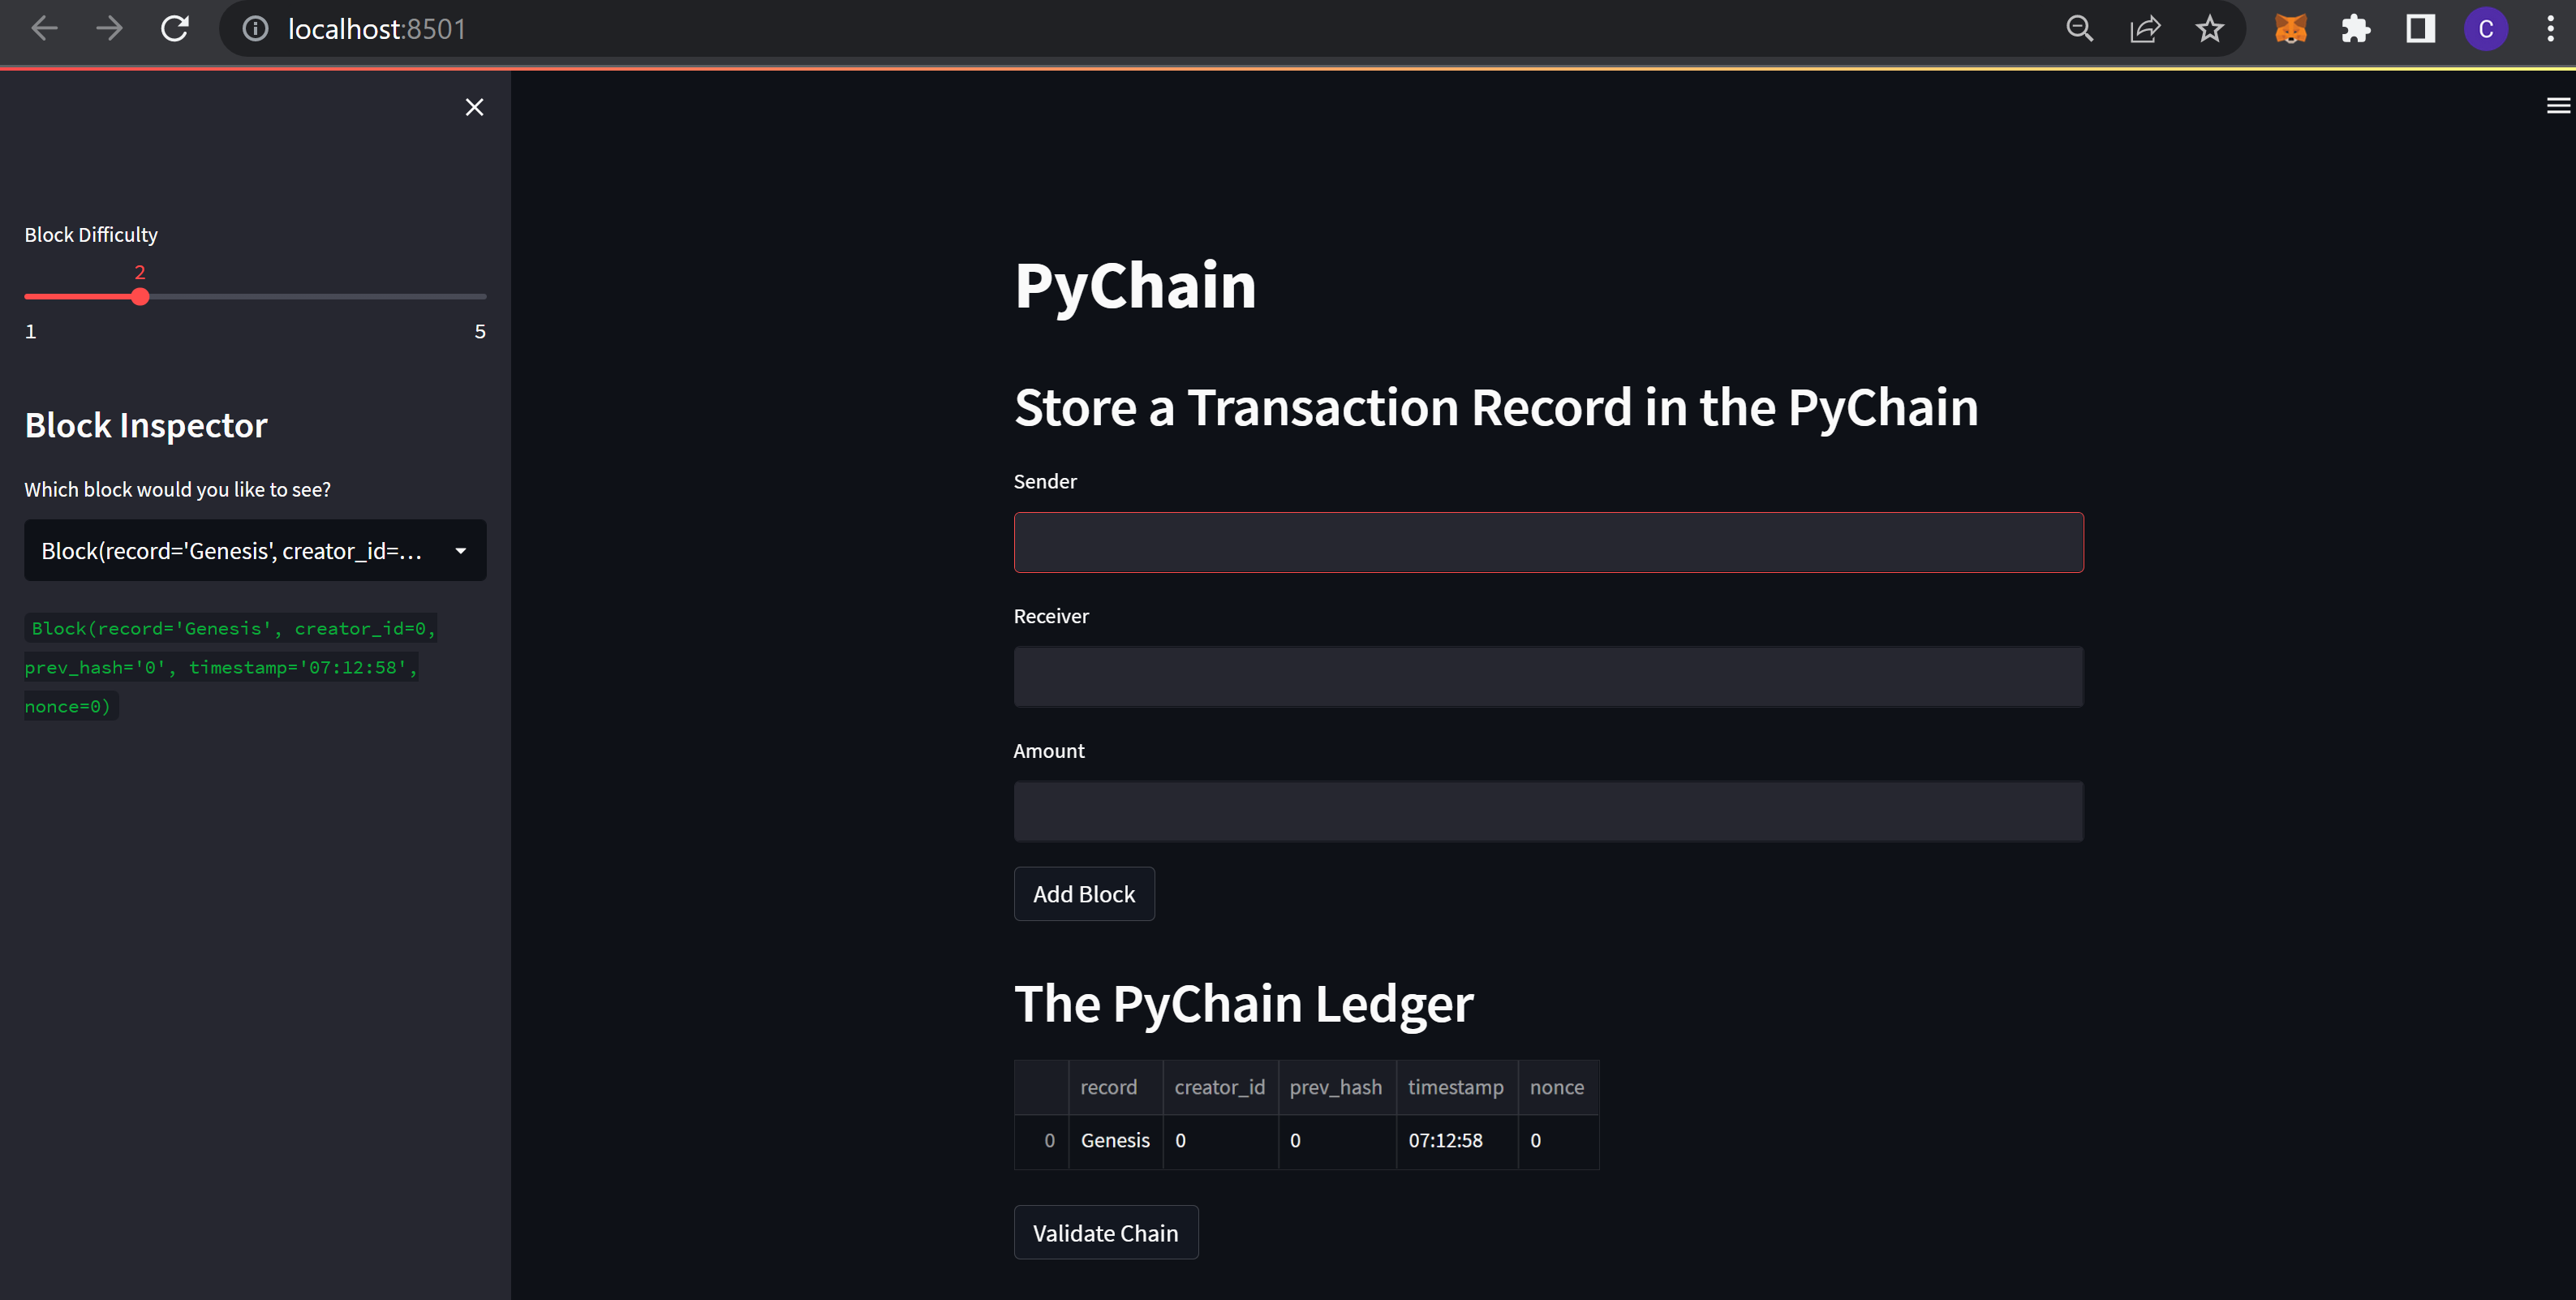 localhost:8501
C
Block Difficulty
2
1 5
Block Inspector
Which block would you like to see?
Block(record='Genesis', creator_id=...
Block(record='Genesis', creator_id=0,
prev_hash='0', timestamp='07:12:58',
nonce=0)
PyChain
Store a Transaction Record in the PyChain
Sender
Receiver
Amount
Add Block
The PyChain Ledger
record creator_id prev_hash timestamp nonce
0 Genesis 0 0 07:12:58 0
Validate Chain